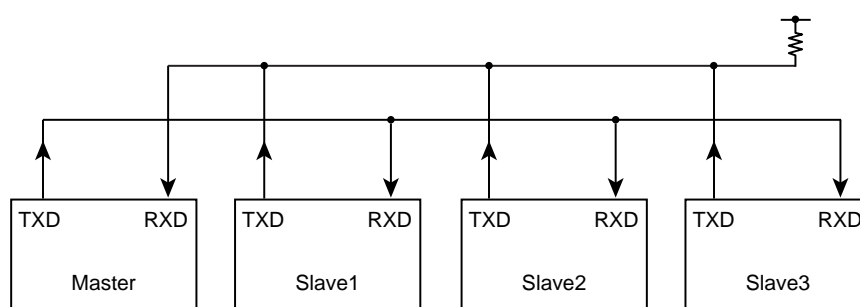 TXD RXD TXD RXD TXD RXD TXD RXD
Master Slave1 Slave2 Slave3